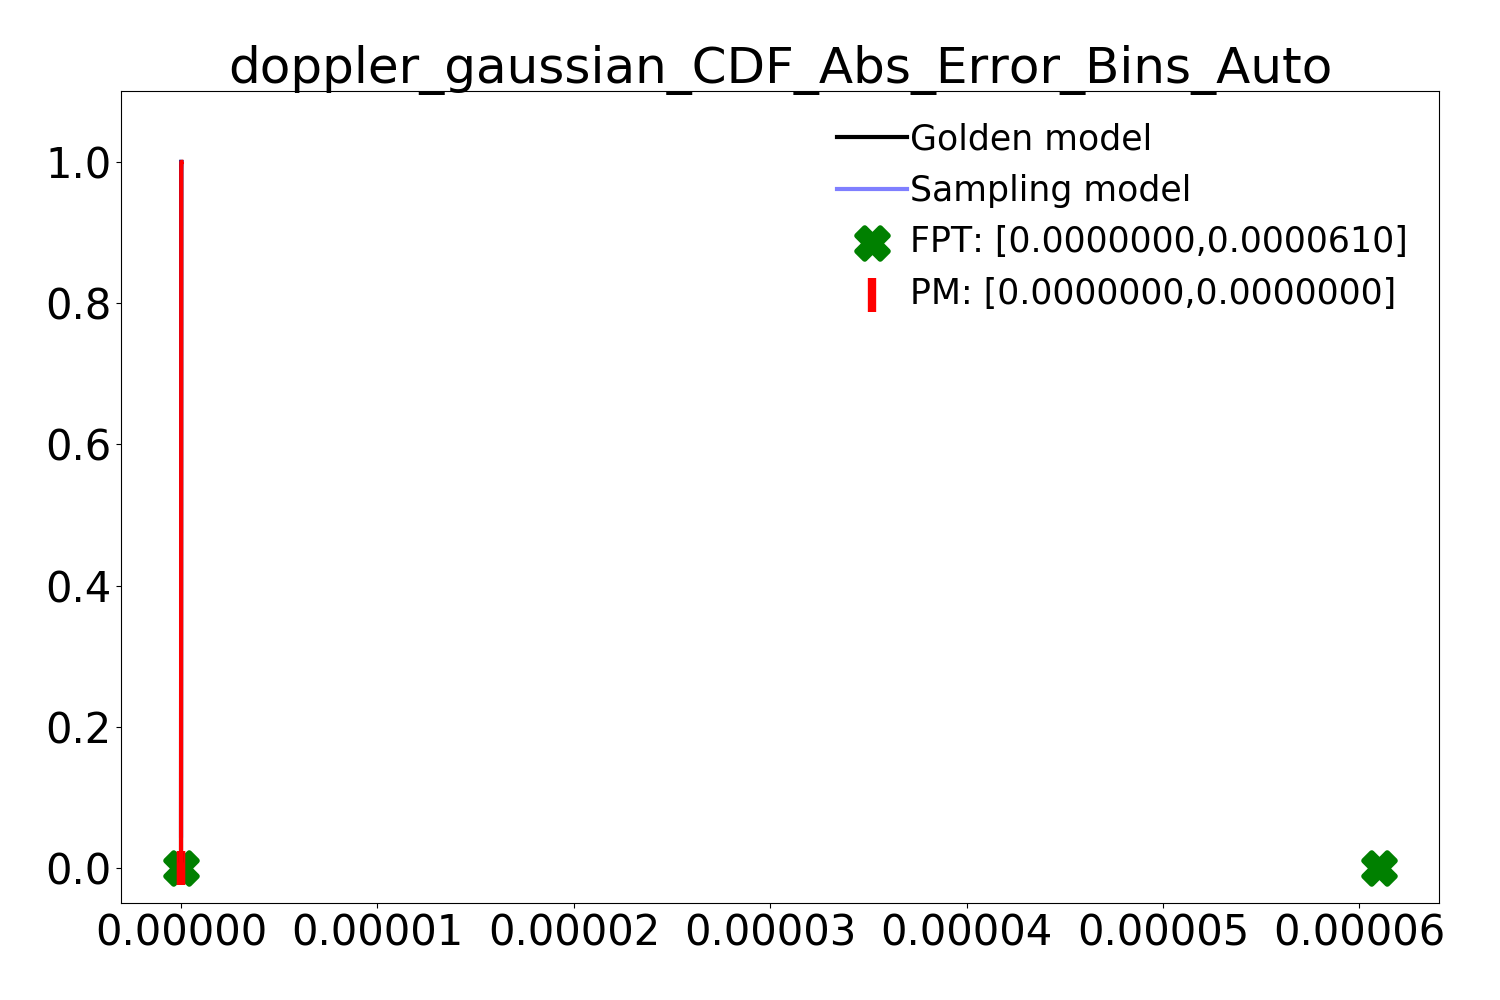 doppler_gaussian_CDF_Abs_Error_Bins_Auto
Golden model
Sampling model
FPT: [0.0000000,0.0000610]
PM: [0.0000000,0.0000000]
1.0
0.8
0.6
0.4
0.2
0.0
0.00000 0.00001 0.00002 0.00003 0.00004 0.00005 0.00006